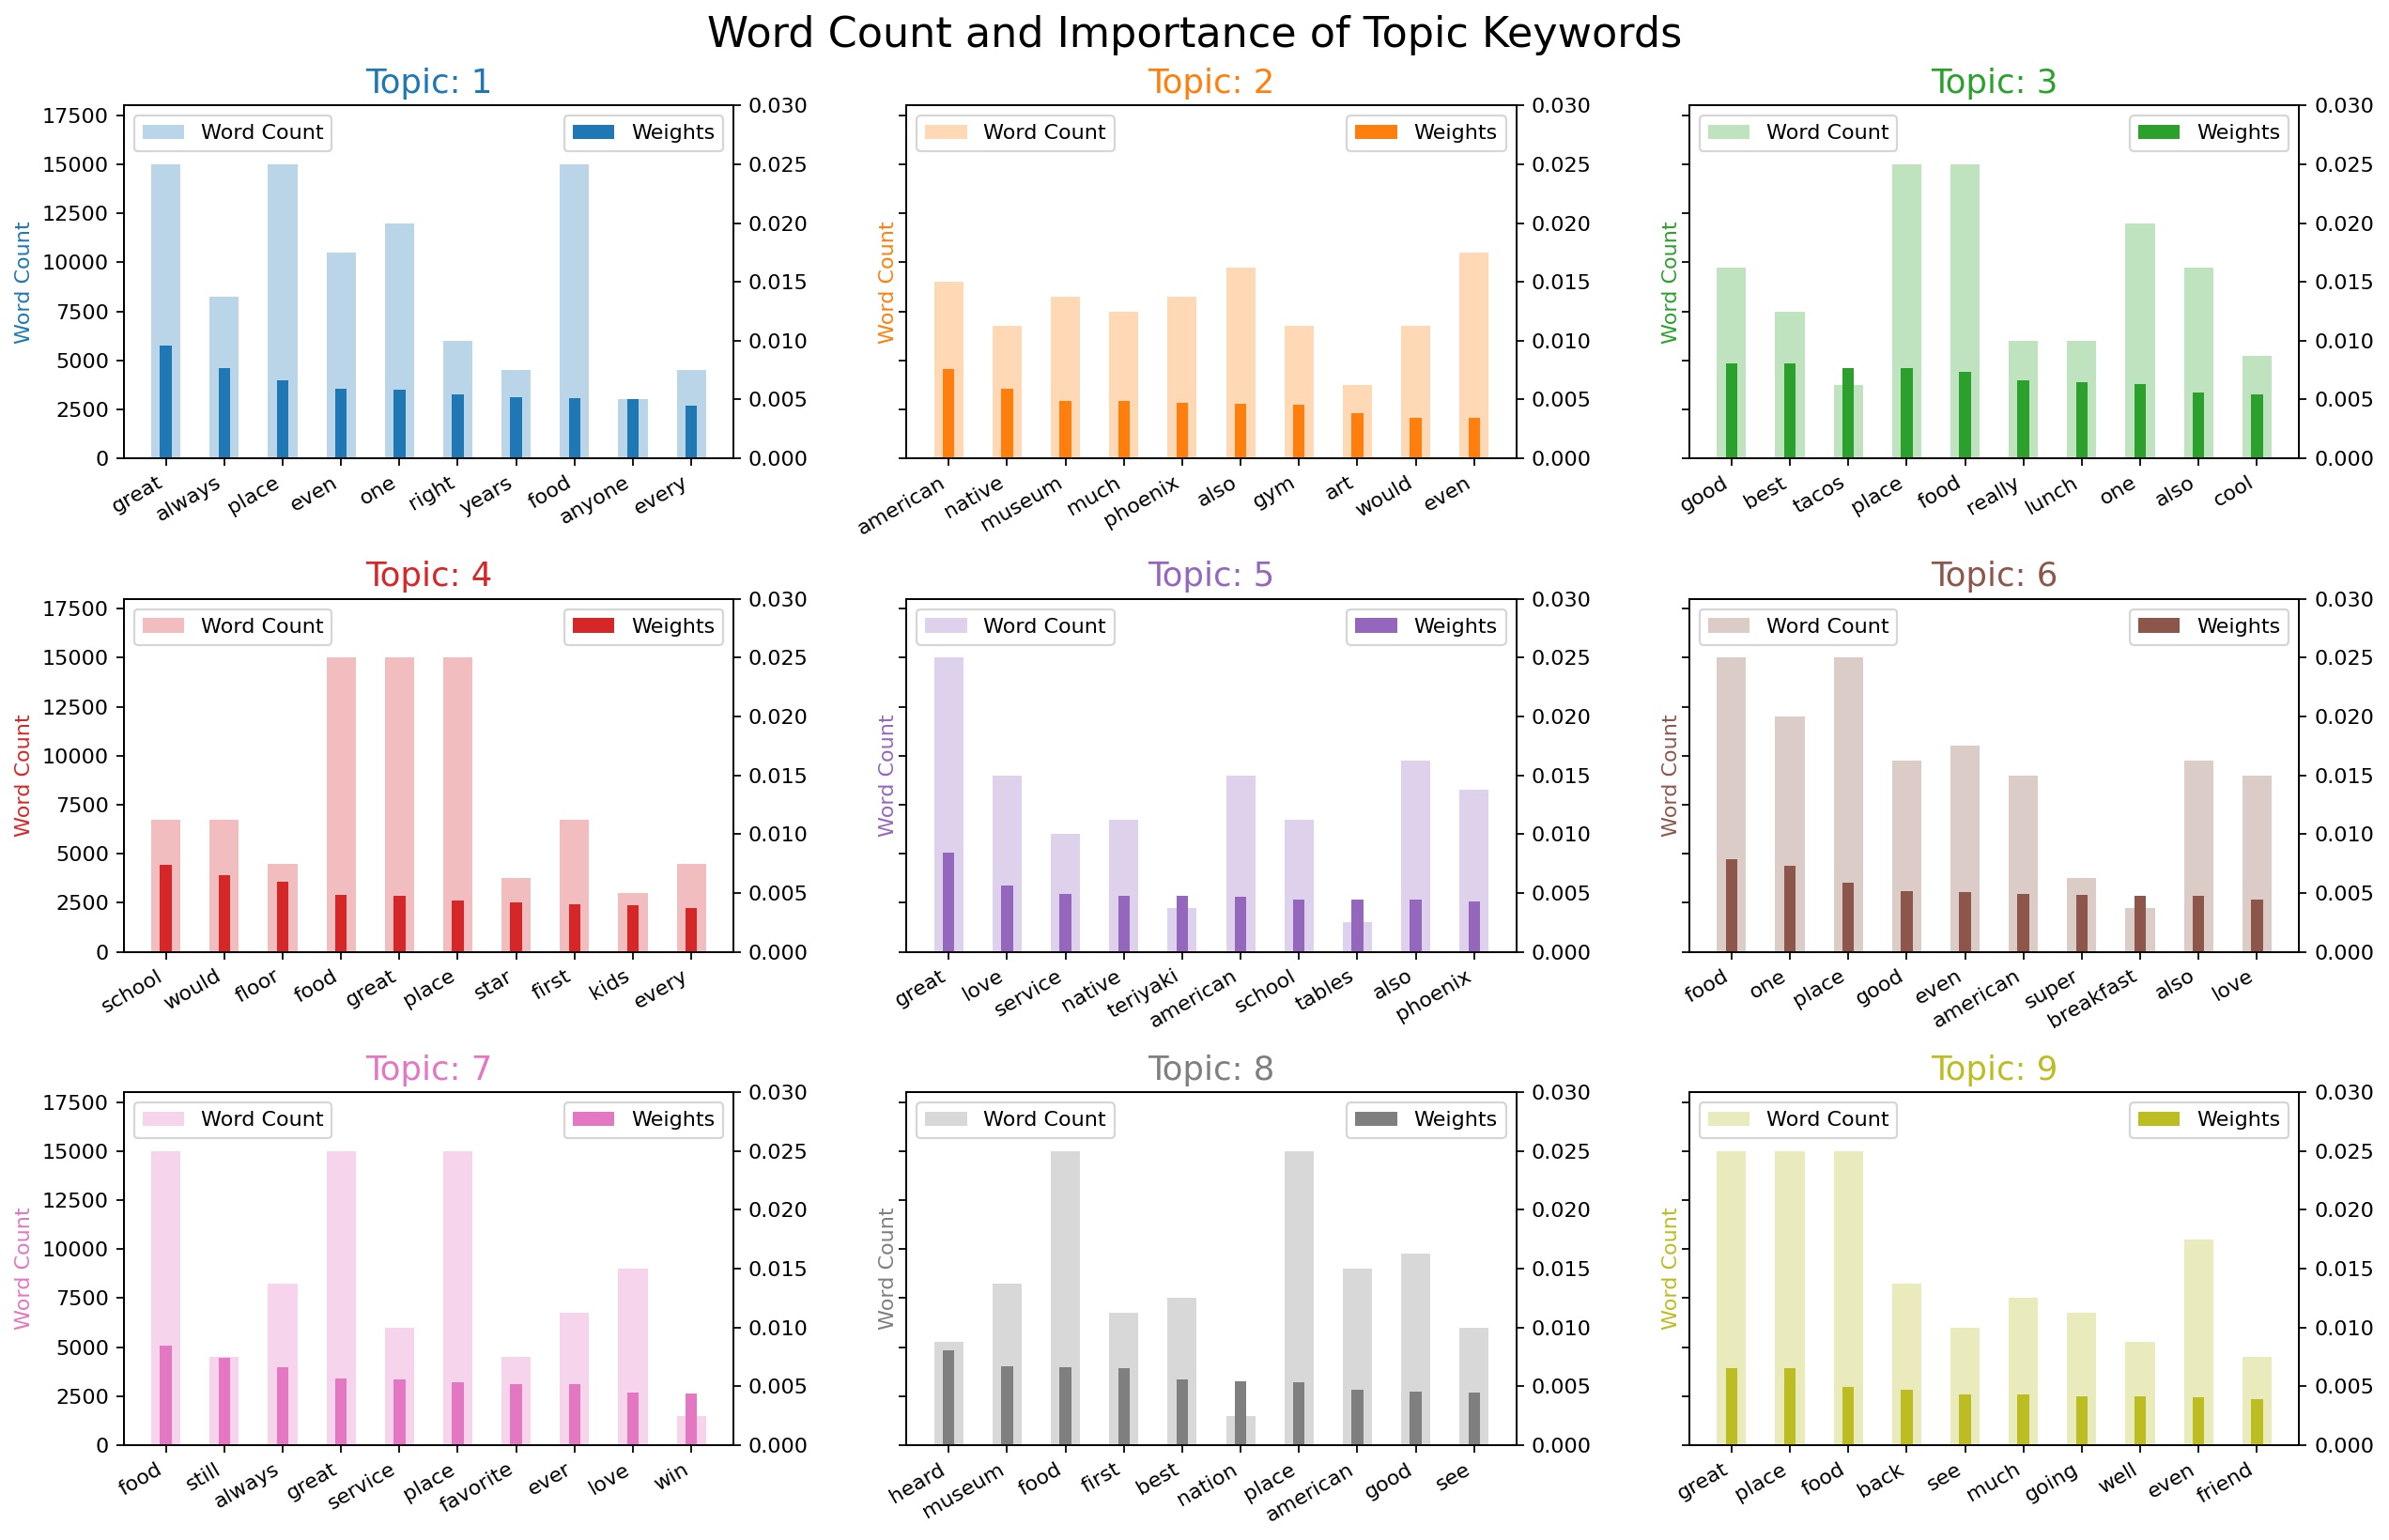 Word Count and Importance of Topic Keywords
Topic: 1
Word Count
Weights
Word Count
17500
15000
12500
10000
7500
5000
2500
0
0.030
0.025
0.020
0.015
0.010
0.005
0.000
great always place even one right years food anyone every
Topic: 2
Word Count
Weights
Word Count
0.030
0.025
0.020
0.015
0.010
0.005
0.000
american native museum much phoenix also gym art would even
Topic: 3
Word Count
Weights
Word Count
0.030
0.025
0.020
0.015
0.010
0.005
0.000
good best tacos place food really lunch one also cool
Topic: 4
Word Count
Weights
Word Count
17500
15000
12500
10000
7500
5000
2500
0
0.030
0.025
0.020
0.015
0.010
0.005
0.000
school would floor food great place star first kids every
Topic: 5
Word Count
Weights
Word Count
0.030
0.025
0.020
0.015
0.010
0.005
0.000
great love service native teriyaki american school tables also phoenix
Topic: 6
Word Count
Weights
Word Count
0.030
0.025
0.020
0.015
0.010
0.005
0.000
food one place good even american super breakfast also love
Topic: 7
Word Count
Weights
Word Count
17500
15000
12500
10000
7500
5000
2500
0
0.030
0.025
0.020
0.015
0.010
0.005
0.000
food still always great service place favorite ever love win
Topic: 8
Word Count
Weights
Word Count
0.030
0.025
0.020
0.015
0.010
0.005
0.000
heard museum food first best nation place american good see
Topic: 9
Word Count
Weights
Word Count
0.030
0.025
0.020
0.015
0.010
0.005
0.000
great place food back see much going well even friend